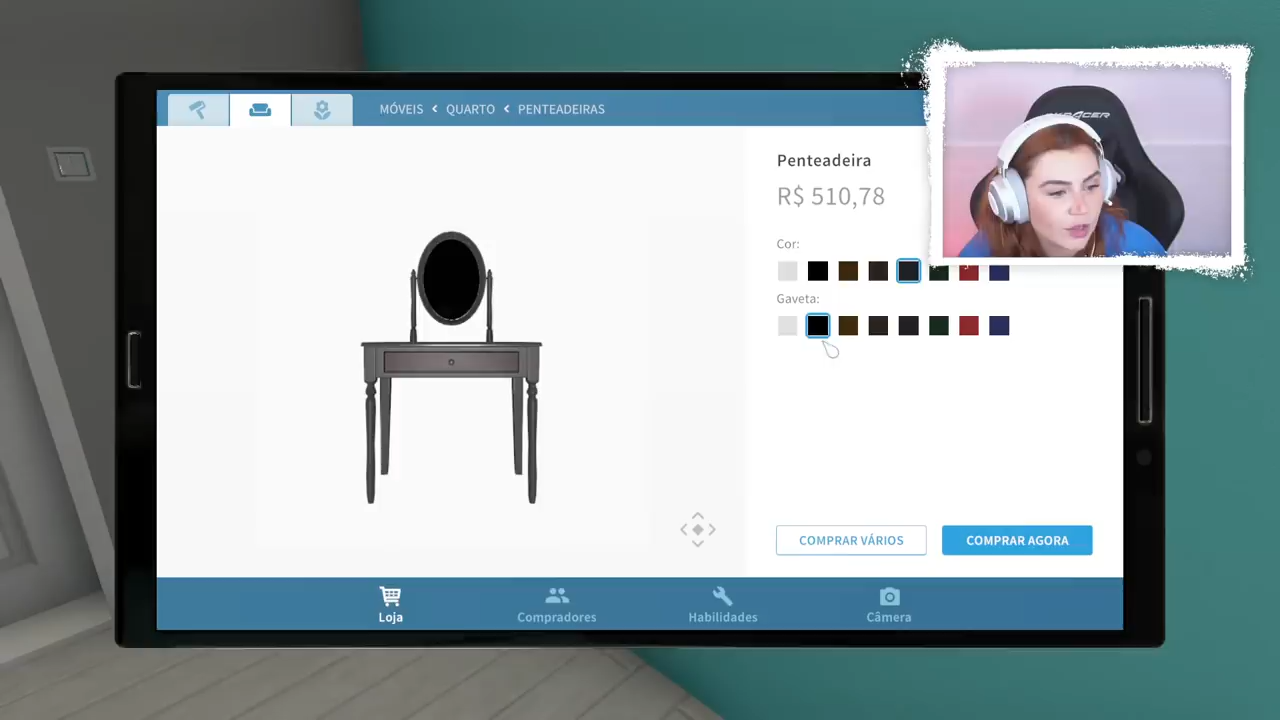 MÓVEIS < QUARTO < PENTEADEIRAS
Penteadeira
R$ 510,78
Cor:
Gaveta:
COMPRAR VÁRIOS
COMPRAR AGORA
Loja
Compradores
Habilidades
Câmera